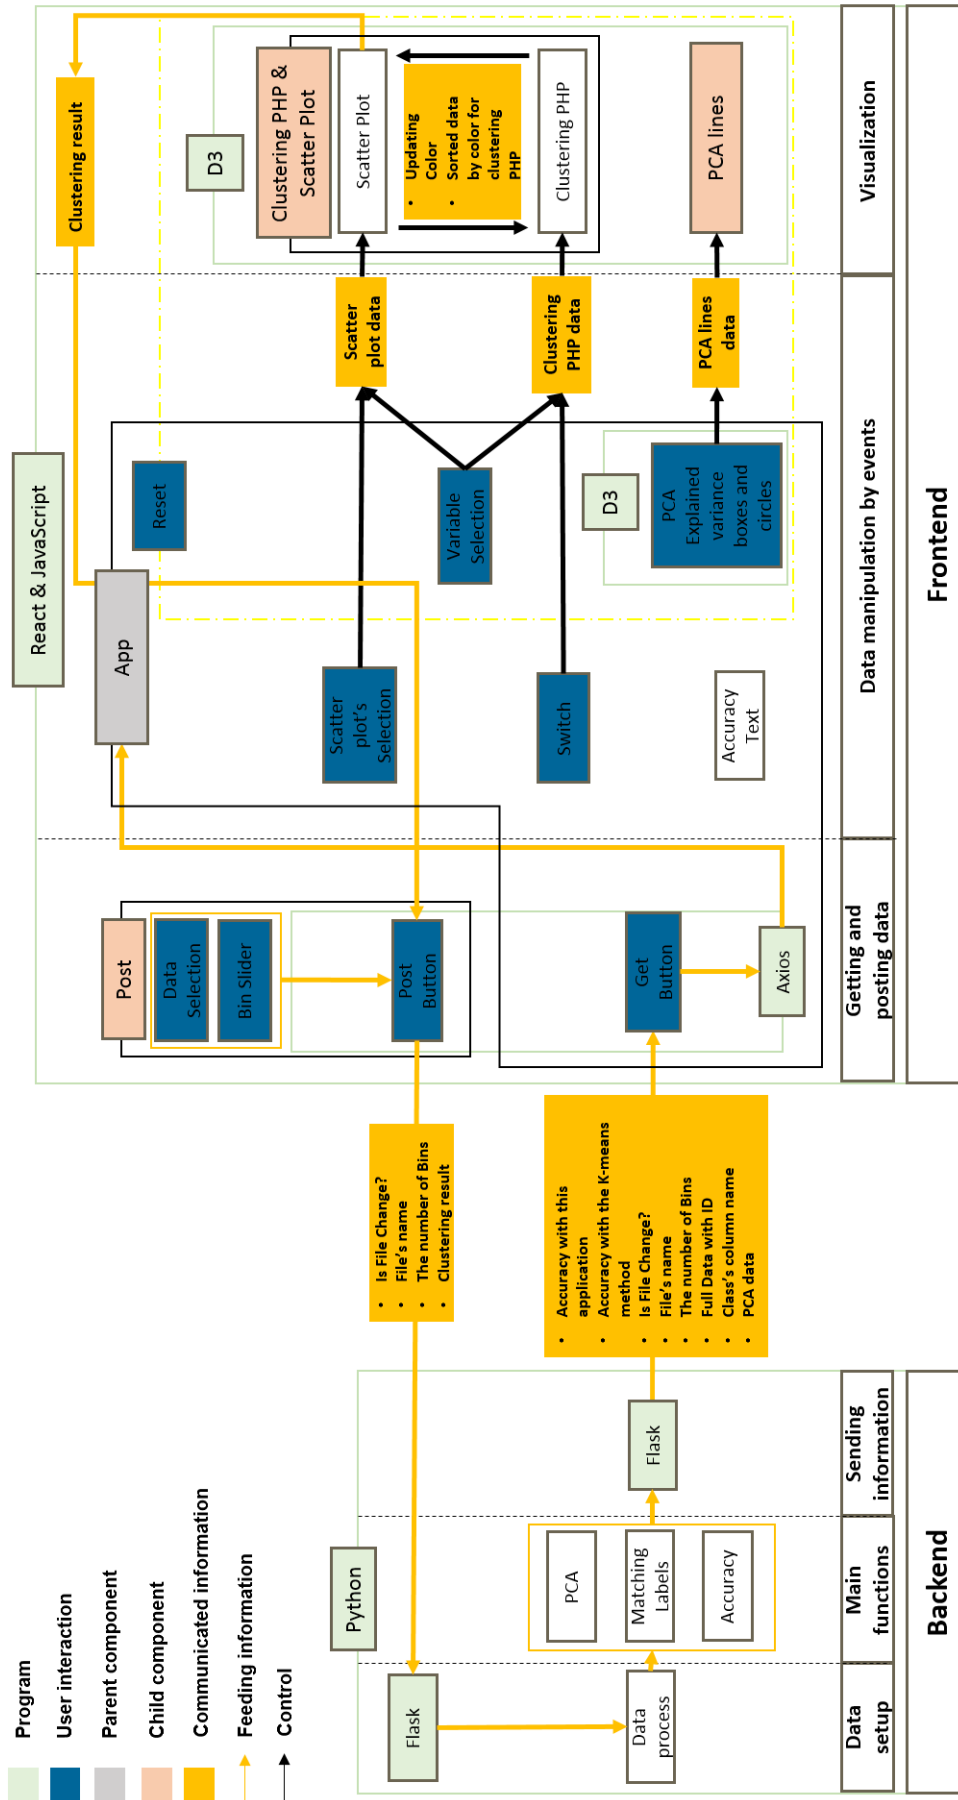 Program
User interaction
Parent component
Child component
Communicated information
Feeding information
Control
Python
Flask
Data
process
PCA
Matching
Labels
Accuracy
Flask
Data
setup
Main
functions
Sending
information
Backend
• Is File Change?
• File's name
• The number of Bins
• Clustering result
• Accuracy with this
application
• Accuracy with the K-means
method
• Is File Change?
• File's name
• The number of Bins
• Full Data with ID
• Class's column name
• PCA data
React & JavaScript
Post
Data
Selection
Bin Slider
Post
Button
Get
Button
Axios
App
Reset
Scatter
plot's
Selection
Variable
Selection
Switch
D3
PCA
Explained
variance
boxes and
circles
Accuracy
Text
Clustering result
Scatter
plot data
Clustering
PHP data
PCA lines
data
D3
Clustering PHP &
Scatter Plot
Scatter Plot
• Updating
Color
• Sorted data
by color for
clustering
PHP
Clustering PHP
PCA lines
Getting and
posting data
Data manipulation by events
Visualization
Frontend